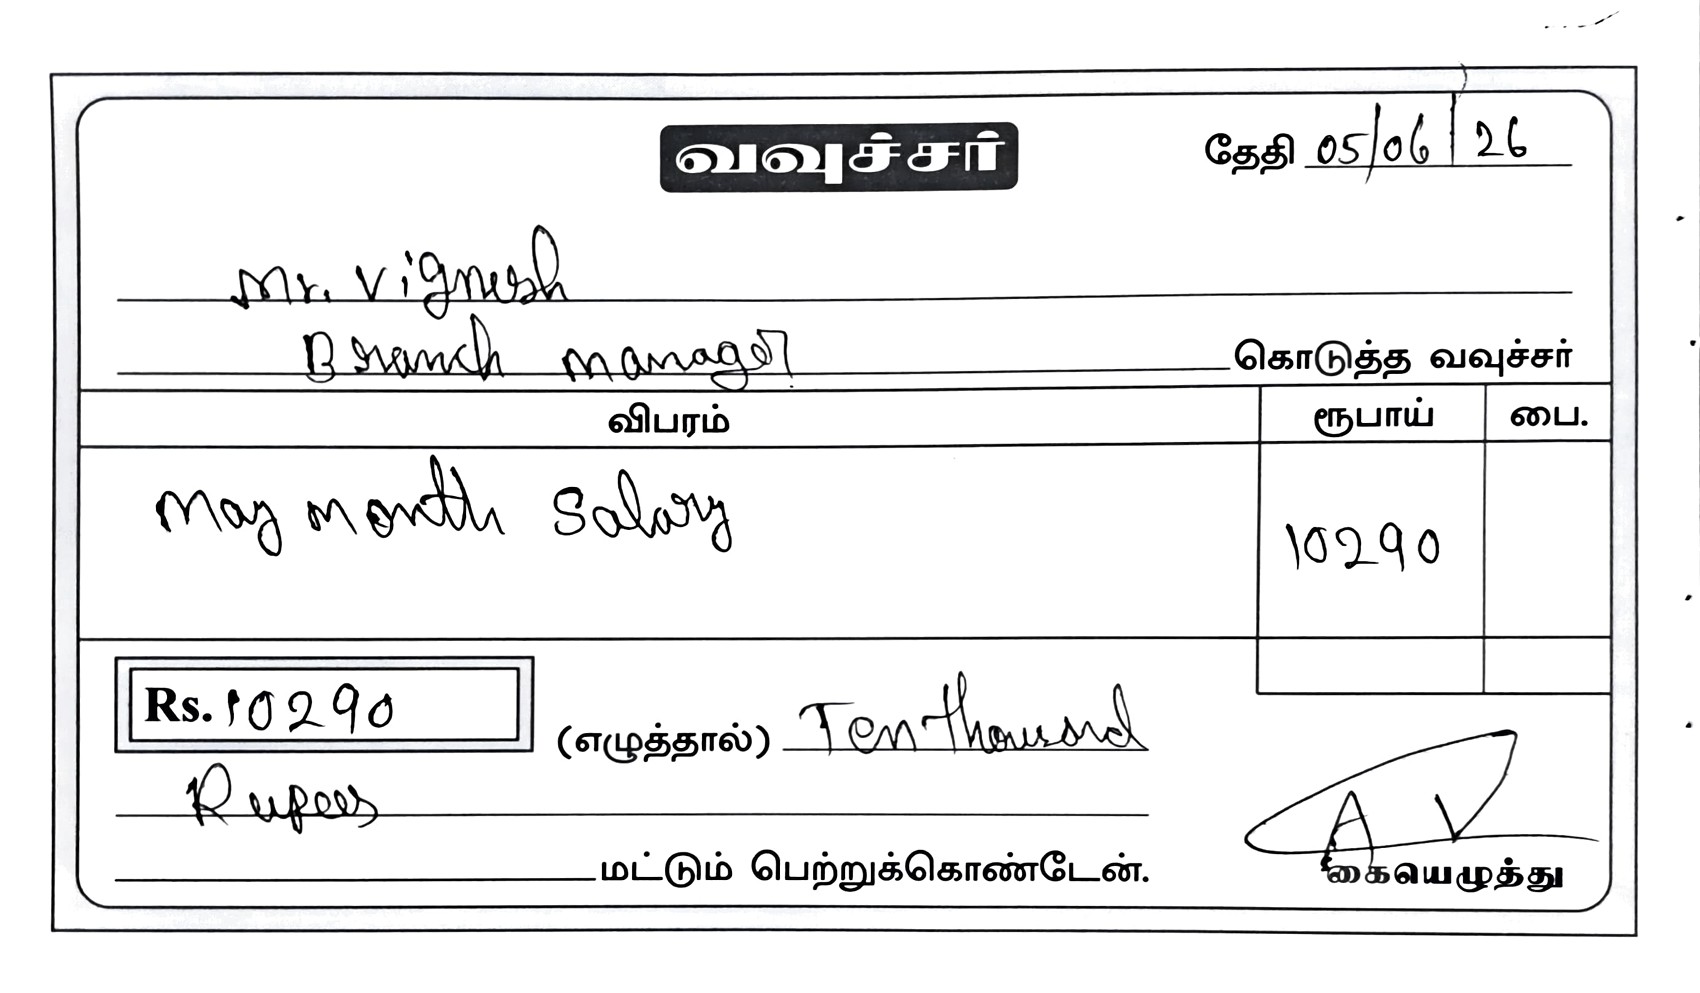 வவுச்சர்
தேதி 05/06/26
Mr. Vignesh
Branch manager கொடுத்த வவுச்சர்
விபரம் ரூபாய் பை.
May month Salary 10290
Rs. 10290 (எழுத்தால்) Ten thousand
Rupees
மட்டும் பெற்றுக்கொண்டேன்.
A V
கையெழுத்து